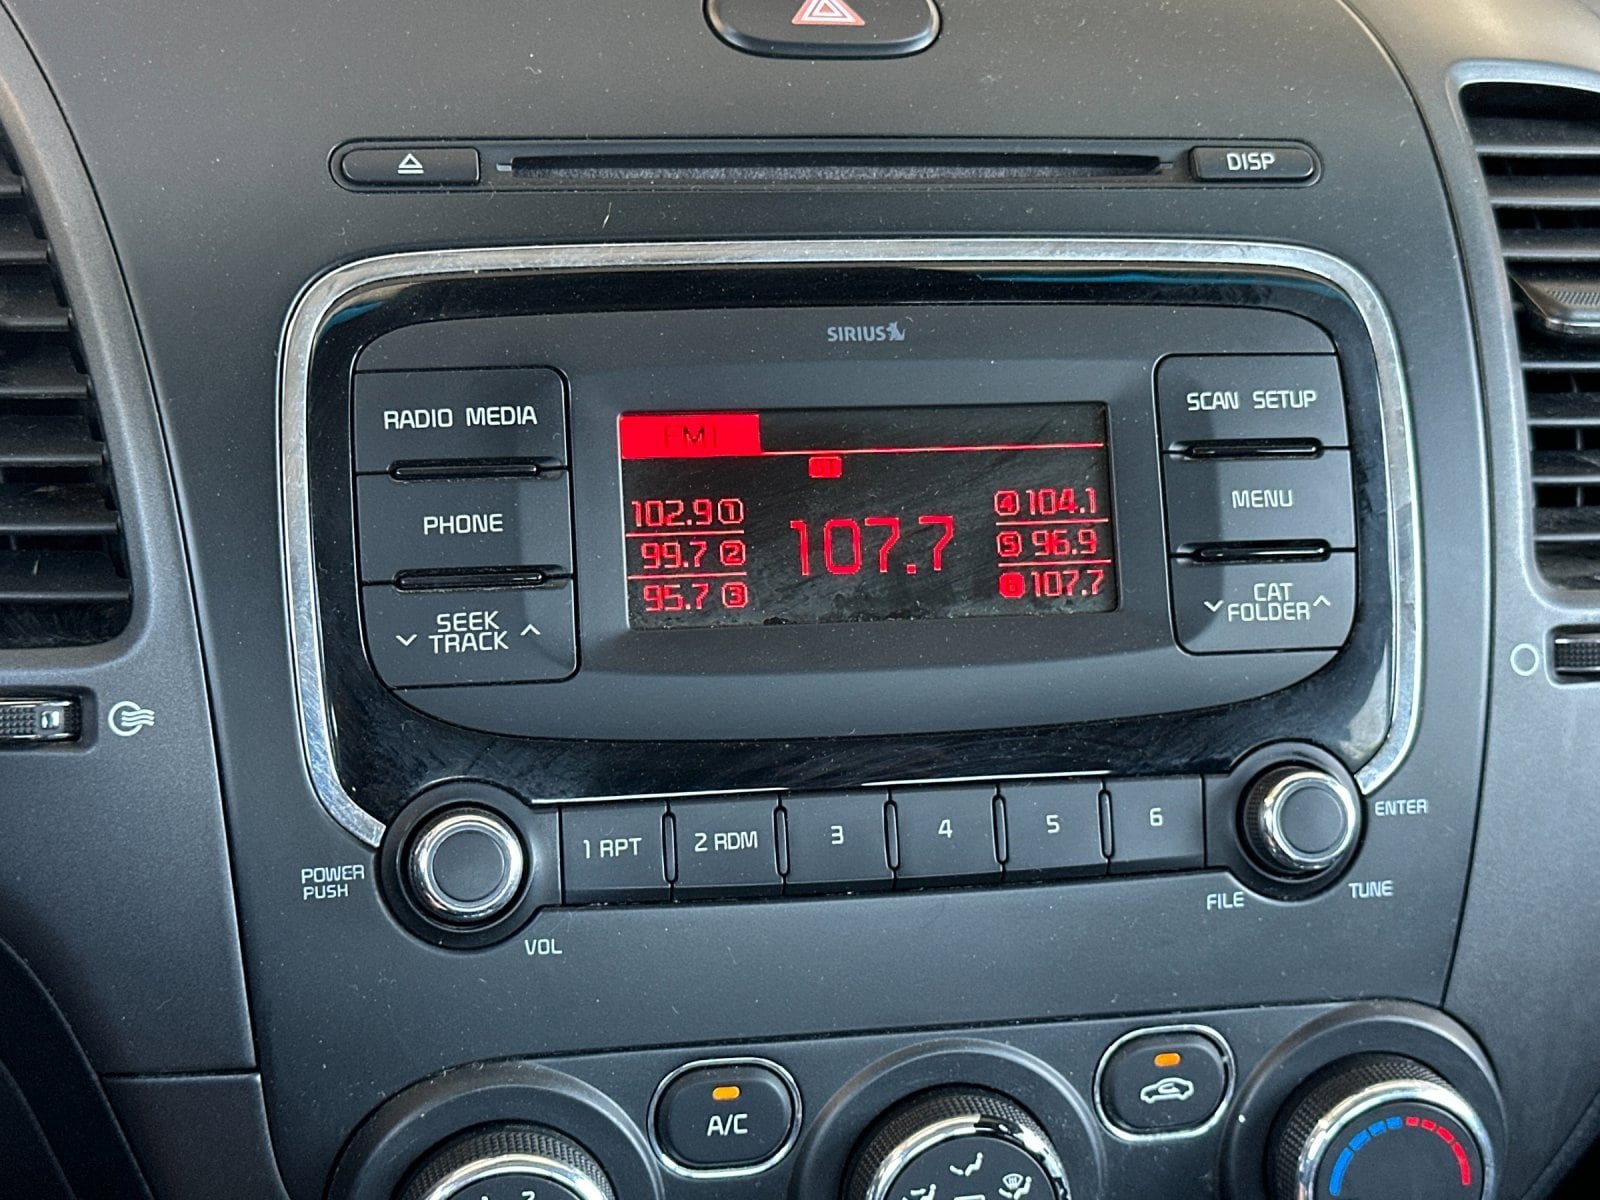 DISP
SIRIUS
RADIO MEDIA
PHONE
SEEK
TRACK
FM1
ST
102.9 1
99.7 2
95.7 3
107.7
4 104.1
5 96.9
6 107.7
SCAN SETUP
MENU
CAT
FOLDER
POWER
PUSH
VOL
1 RPT
2 RDM
3
4
5
6
ENTER
FILE
TUNE
A/C